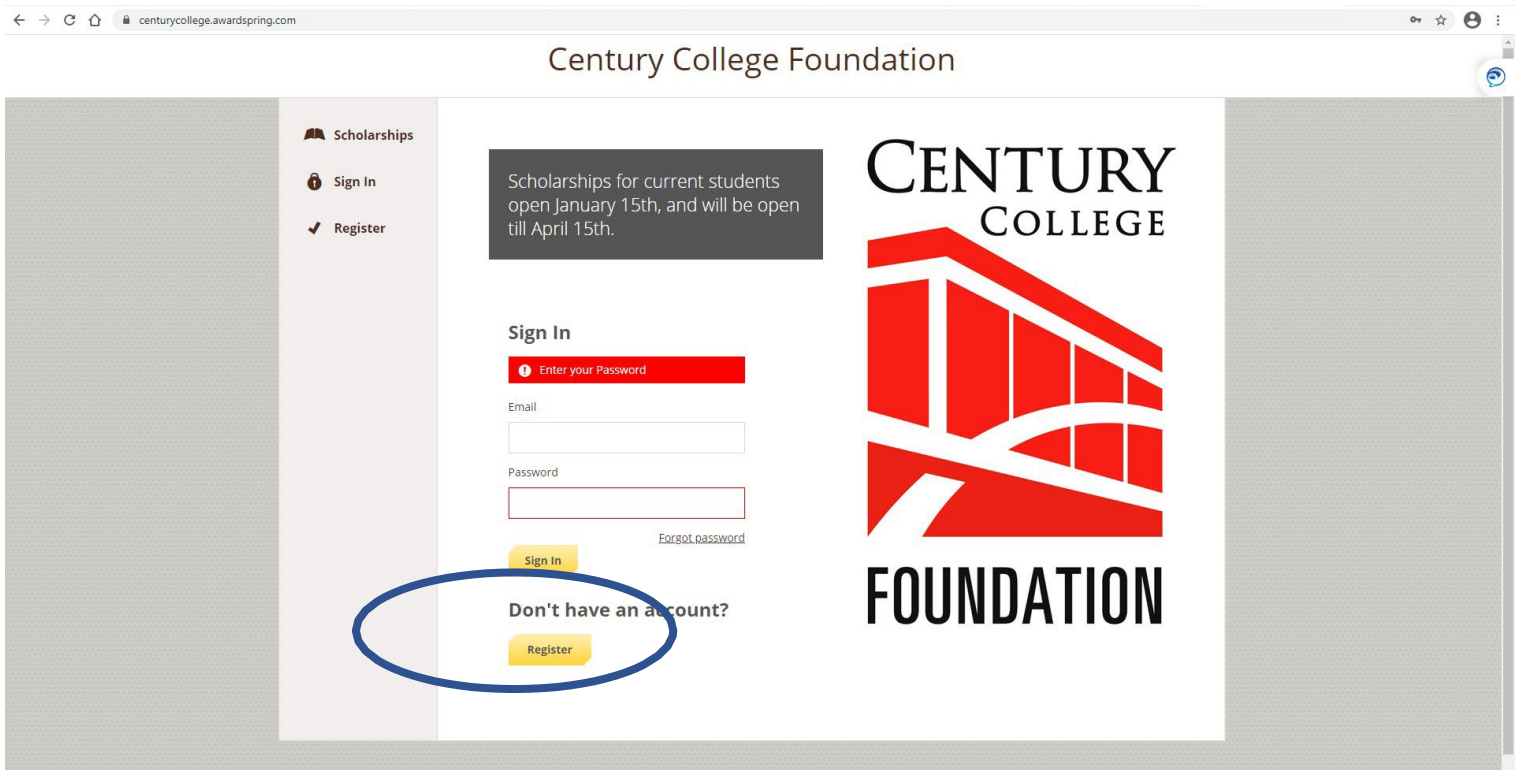 centurycollege.awardspring.com
Century College Foundation
Scholarships
Sign In
Register
Scholarships for current students
open January 15th, and will be open
till April 15th.
Sign In
Enter your Password
Email
Password
Forgot password
Sign In
Don't have an account?
Register
CENTURY
COLLEGE
FOUNDATION